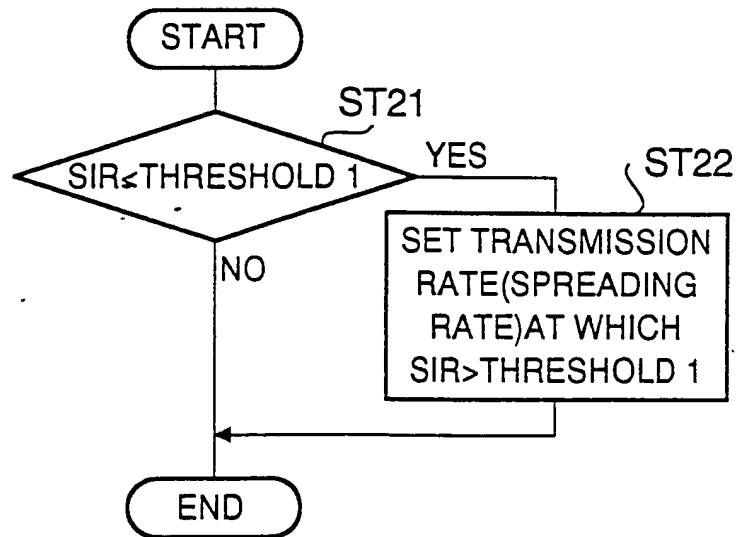 START
ST21
SIR≤THRESHOLD 1
YES
ST22
SET TRANSMISSION
RATE(SPREADING
RATE)AT WHICH
SIR>THRESHOLD 1
NO
END